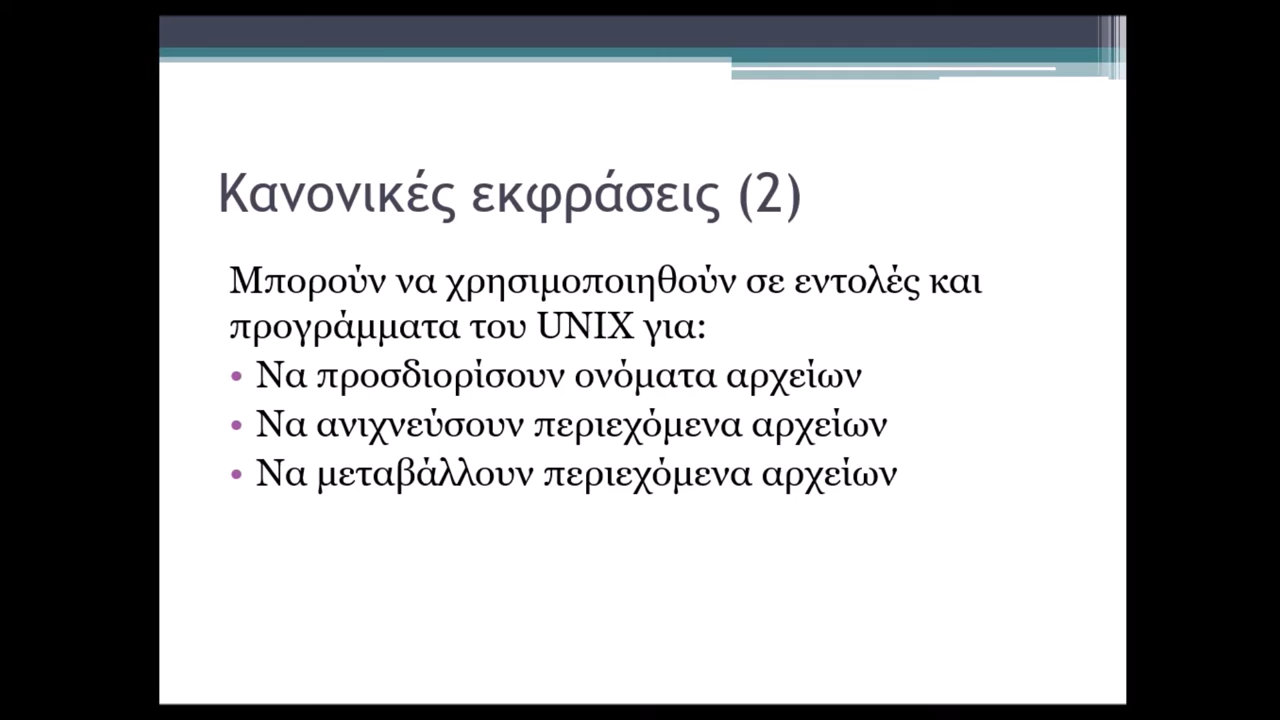 Κανονικές εκφράσεις (2)
Μπορούν να χρησιμοποιηθούν σε εντολές και
προγράμματα του UNIX για:
• Να προσδιορίσουν ονόματα αρχείων
• Να ανιχνεύσουν περιεχόμενα αρχείων
• Να μεταβάλλουν περιεχόμενα αρχείων